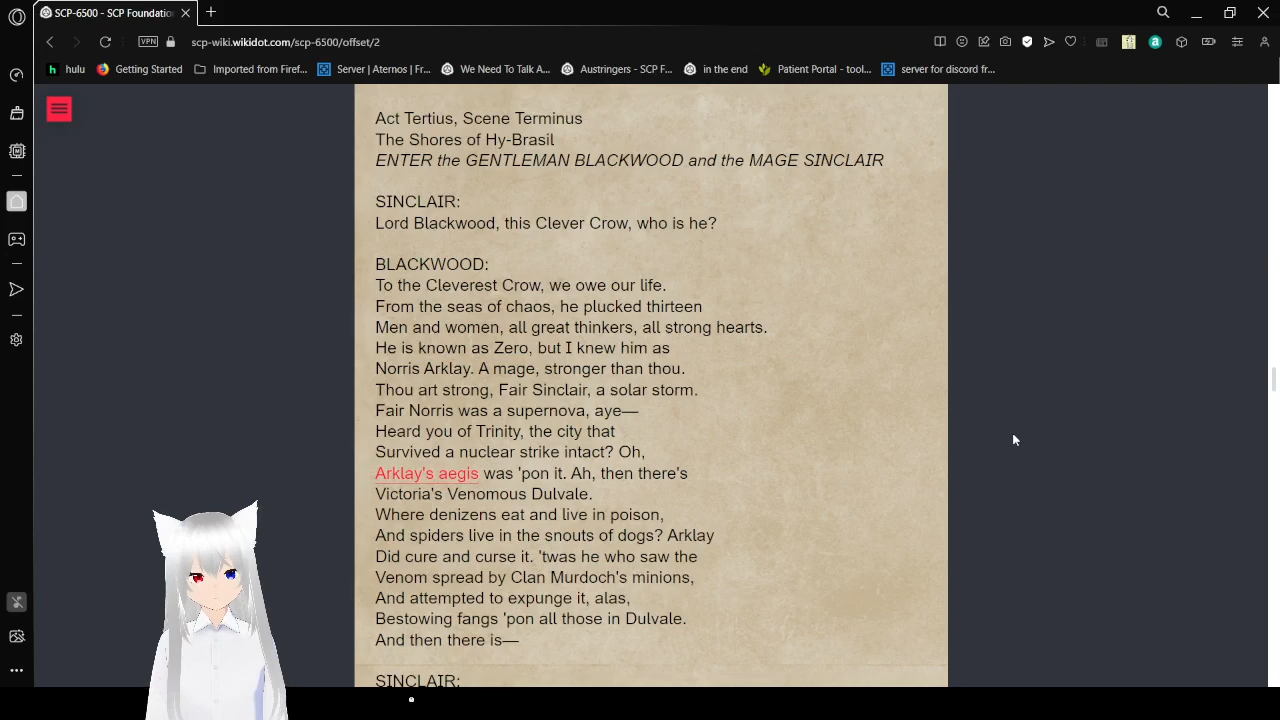 SCP-6500 - SCP Foundatio
VPN
scp-wiki.wikidot.com/scp-6500/offset/2
hulu
Getting Started
Imported from Firef...
Server | Aternos | Fr...
We Need To Talk A...
Austringers - SCP F...
in the end
Patient Portal - tool...
server for discord fr...
Act Tertius, Scene Terminus
The Shores of Hy-Brasil
ENTER the GENTLEMAN BLACKWOOD and the MAGE SINCLAIR
SINCLAIR:
Lord Blackwood, this Clever Crow, who is he?
BLACKWOOD:
To the Cleverest Crow, we owe our life.
From the seas of chaos, he plucked thirteen
Men and women, all great thinkers, all strong hearts.
He is known as Zero, but I knew him as
Norris Arklay. A mage, stronger than thou.
Thou art strong, Fair Sinclair, a solar storm.
Fair Norris was a supernova, aye—
Heard you of Trinity, the city that
Survived a nuclear strike intact? Oh,
Arklay's aegis was 'pon it. Ah, then there's
Victoria's Venomous Dulvale.
Where denizens eat and live in poison,
And spiders live in the snouts of dogs? Arklay
Did cure and curse it. 'twas he who saw the
Venom spread by Clan Murdoch's minions,
And attempted to expunge it, alas,
Bestowing fangs 'pon all those in Dulvale.
And then there is—
SINCLAIR: